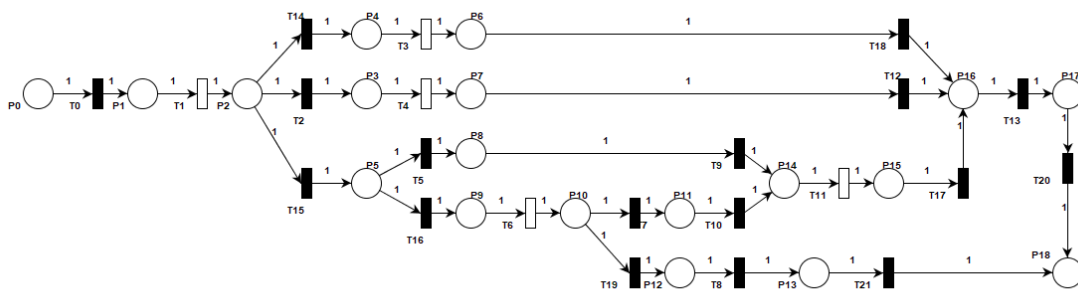 T14 1 1 P4 1 T3 1 P6 1 T18 1
P0 1 T0 1 P1 1 T1 1 P2 1 1 T2 1 P3 1 T4 1 P7 1 T12 1 P16 1 T13 1 P17
1 T15 1 P5 1 T5 1 P8 1 T9 1 P14 1 T11 1 P15 1 T17 1 1 T20
1 T16 1 P9 1 T6 1 P10 1 7 1 P11 1 T10 1
1 T19 1 P12 1 T8 1 P13 1 T21 1 P18 1